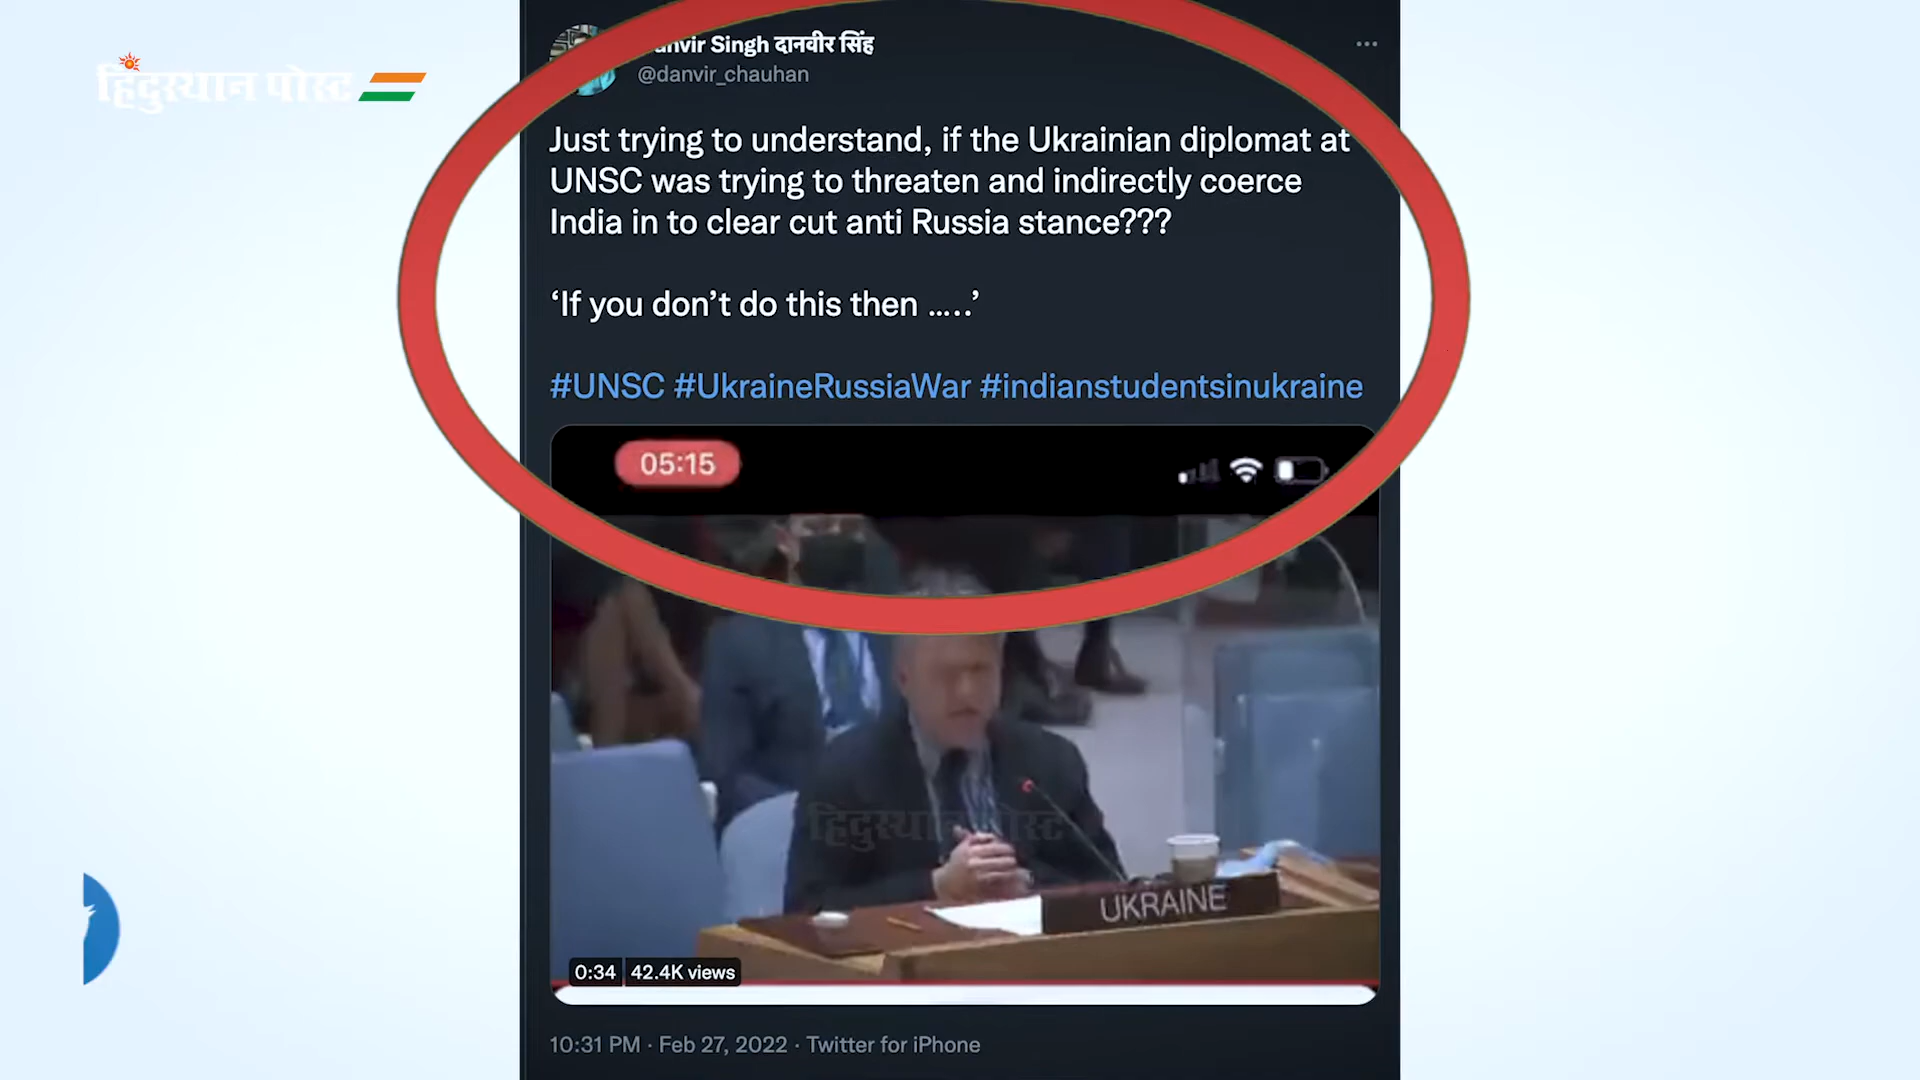 हिंदुस्थान पोस्ट
anvir Singh दानवीर सिंह
@danvir_chauhan
Just trying to understand, if the Ukrainian diplomat at
UNSC was trying to threaten and indirectly coerce
India in to clear cut anti Russia stance???
‘If you don’t do this then .....’
#UNSC #UkraineRussiaWar #indianstudentsinukraine
05:15
हिंदुस्थान पोस्ट
UKRAINE
0:34 42.4K views
10:31 PM · Feb 27, 2022 · Twitter for iPhone